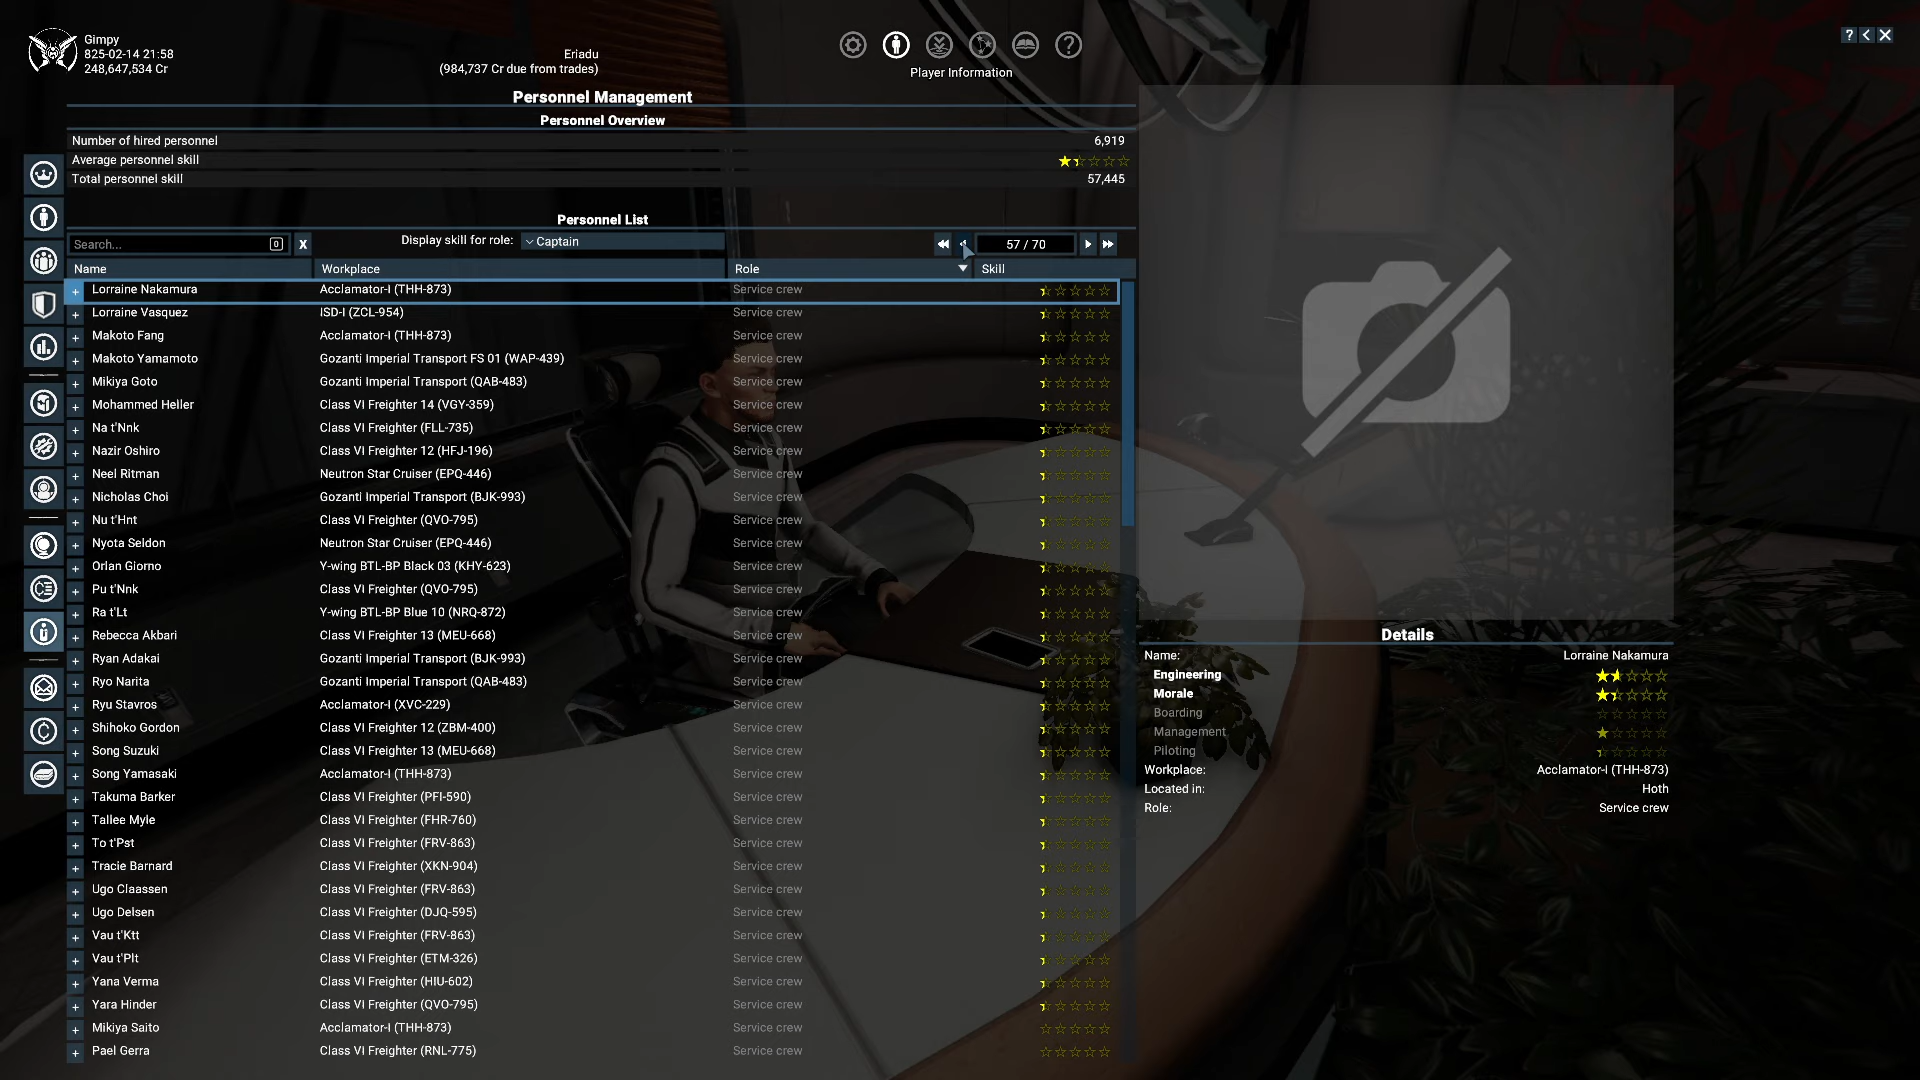 Gimpy
825-02-14 21:58
248,647,534 Cr
Eriadu
(984,737 Cr due from trades)
?
Player Information
? < X
Personnel Management
Personnel Overview
Number of hired personnel 6,919
Average personnel skill
Total personnel skill 57,445
Personnel List
Search... 0 X Display skill for role: Captain 57 / 70
Name Workplace Role Skill
+ Lorraine Nakamura Acclamator-I (THH-873) Service crew
+ Lorraine Vasquez ISD-I (ZCL-954) Service crew
+ Makoto Fang Acclamator-I (THH-873) Service crew
+ Makoto Yamamoto Gozanti Imperial Transport FS 01 (WAP-439) Service crew
+ Mikiya Goto Gozanti Imperial Transport (QAB-483) Service crew
+ Mohammed Heller Class VI Freighter 14 (VGY-359) Service crew
+ Na t'Nnk Class VI Freighter (FLL-735) Service crew
+ Nazir Oshiro Class VI Freighter 12 (HFJ-196) Service crew
+ Neel Ritman Neutron Star Cruiser (EPQ-446) Service crew
+ Nicholas Choi Gozanti Imperial Transport (BJK-993) Service crew
+ Nu t'Hnt Class VI Freighter (QVO-795) Service crew
+ Nyota Seldon Neutron Star Cruiser (EPQ-446) Service crew
+ Orlan Giorno Y-wing BTL-BP Black 03 (KHY-623) Service crew
+ Pu t'Nnk Class VI Freighter (QVO-795) Service crew
+ Ra t'Lt Y-wing BTL-BP Blue 10 (NRQ-872) Service crew
+ Rebecca Akbari Class VI Freighter 13 (MEU-668) Service crew
+ Ryan Adakai Gozanti Imperial Transport (BJK-993) Service crew
+ Ryo Narita Gozanti Imperial Transport (QAB-483) Service crew
+ Ryu Stavros Acclamator-I (XVC-229) Service crew
+ Shihoko Gordon Class VI Freighter 12 (ZBM-400) Service crew
+ Song Suzuki Class VI Freighter 13 (MEU-668) Service crew
+ Song Yamasaki Acclamator-I (THH-873) Service crew
+ Takuma Barker Class VI Freighter (PFI-590) Service crew
+ Tallee Myle Class VI Freighter (FHR-760) Service crew
+ To t'Pst Class VI Freighter (FRV-863) Service crew
+ Tracie Barnard Class VI Freighter (XKN-904) Service crew
+ Ugo Claassen Class VI Freighter (FRV-863) Service crew
+ Ugo Delsen Class VI Freighter (DJQ-595) Service crew
+ Vau t'Ktt Class VI Freighter (FRV-863) Service crew
+ Vau t'Plt Class VI Freighter (ETM-326) Service crew
+ Yana Verma Class VI Freighter (HIU-602) Service crew
+ Yara Hinder Class VI Freighter (QVO-795) Service crew
+ Mikiya Saito Acclamator-I (THH-873) Service crew
+ Pael Gerra Class VI Freighter (RNL-775) Service crew
Details
Name: Lorraine Nakamura
Engineering
Morale
Boarding
Management
Piloting
Workplace: Acclamator-I (THH-873)
Located in: Hoth
Role: Service crew